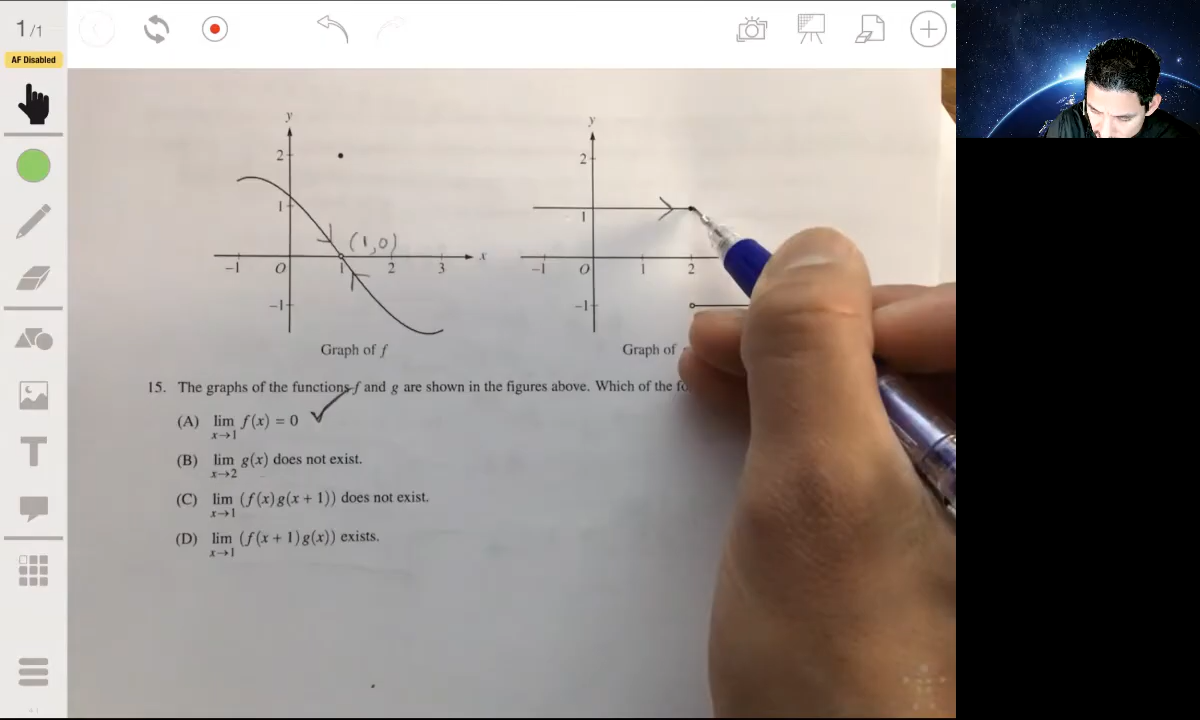 1/1
AF Disabled
y
2
1
(1,0)
-1 O 1 2 3 x
-1
Graph of f
y
2
1
-1 O 1 2
-1
Graph of
15. The graphs of the functions f and g are shown in the figures above. Which of the
(A) lim f(x) = 0 ✓
x→1
(B) lim g(x) does not exist.
x→2
(C) lim (f(x)g(x + 1)) does not exist.
x→1
(D) lim (f(x + 1)g(x)) exists.
x→1
T